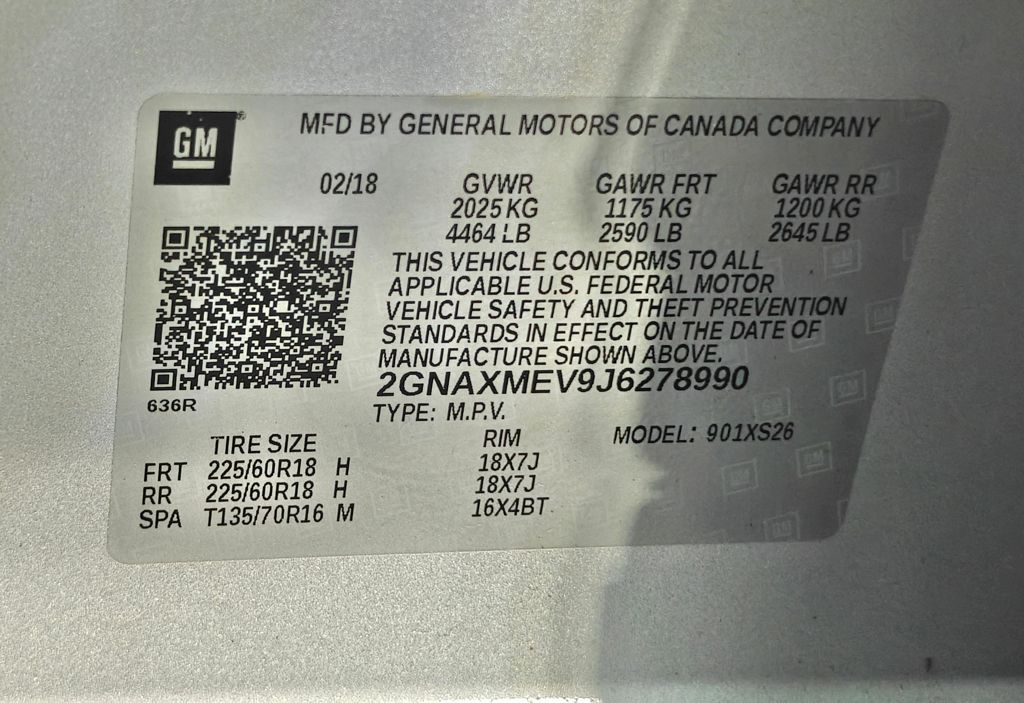 GM® MFD BY GENERAL MOTORS OF CANADA COMPANY
02/18 GVWR GAWR FRT GAWR RR
2025 KG 1175 KG 1200 KG
4464 LB 2590 LB 2645 LB
THIS VEHICLE CONFORMS TO ALL
APPLICABLE U.S. FEDERAL MOTOR
VEHICLE SAFETY AND THEFT PREVENTION
STANDARDS IN EFFECT ON THE DATE OF
MANUFACTURE SHOWN ABOVE.
2GNAXMEV9J6278990
636R
TYPE: M.P.V.
TIRE SIZE RIM MODEL: 901XS26
FRT 225/60R18 H 18X7J
RR 225/60R18 H 18X7J
SPA T135/70R16 M 16X4BT